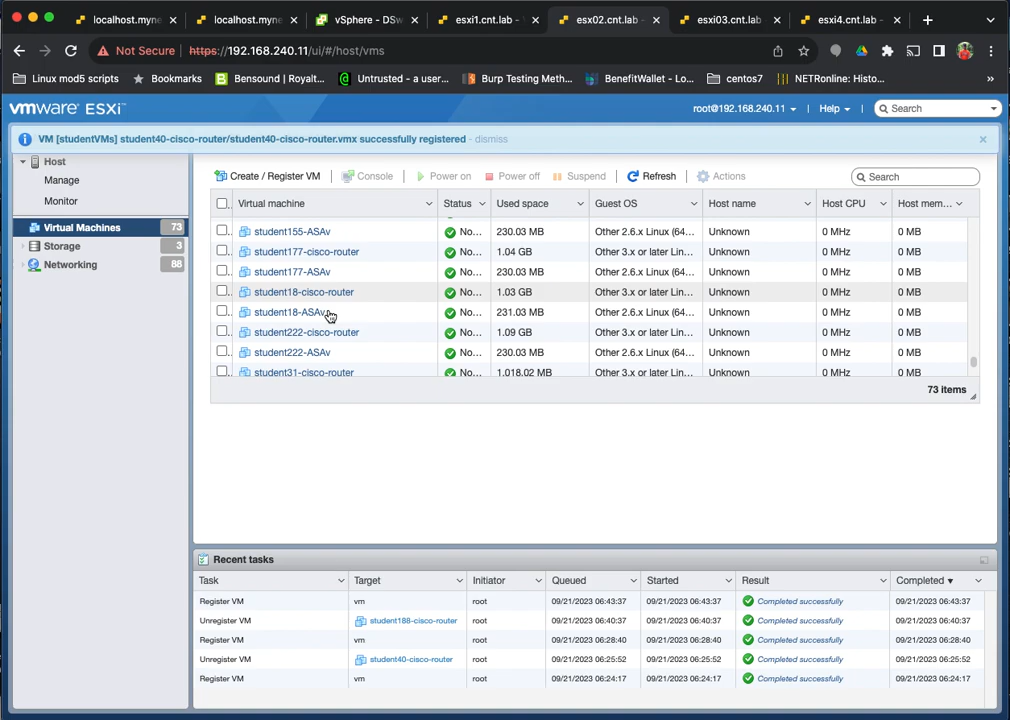 localhost.myne
localhost.myne
vSphere - DSw
esxi1.cnt.lab -
esx02.cnt.lab -
esxi03.cnt.lab
esxi4.cnt.lab -
Not Secure https://192.168.240.11/ui/#/host/vms
Linux mod5 scripts
Bookmarks
Bensound | Royalt...
Untrusted - a user...
Burp Testing Meth...
BenefitWallet - Lo...
centos7
NETRonline: Histo...
»
vmware ESXi™
root@192.168.240.11
Help
Search
VM [studentVMs] student40-cisco-router/student40-cisco-router.vmx successfully registered - dismiss
Host
Manage
Monitor
Virtual Machines 73
Storage 3
Networking 88
Create / Register VM Console Power on Power off Suspend Refresh Actions Search
Virtual machine Status Used space Guest OS Host name Host CPU Host mem...
student155-ASAv No... 230.03 MB Other 2.6.x Linux (64... Unknown 0 MHz 0 MB
student177-cisco-router No... 1.04 GB Other 3.x or later Lin... Unknown 0 MHz 0 MB
student177-ASAv No... 230.03 MB Other 2.6.x Linux (64... Unknown 0 MHz 0 MB
student18-cisco-router No... 1.03 GB Other 3.x or later Lin... Unknown 0 MHz 0 MB
student18-ASAv No... 231.03 MB Other 2.6.x Linux (64... Unknown 0 MHz 0 MB
student222-cisco-router No... 1.09 GB Other 3.x or later Lin... Unknown 0 MHz 0 MB
student222-ASAv No... 230.03 MB Other 2.6.x Linux (64... Unknown 0 MHz 0 MB
student31-cisco-router No... 1,018.02 MB Other 3.x or later Lin... Unknown 0 MHz 0 MB
73 items
Recent tasks
Task Target Initiator Queued Started Result Completed
Register VM vm root 09/21/2023 06:43:37 09/21/2023 06:43:37 Completed successfully 09/21/2023 06:43:37
Unregister VM student188-cisco-router root 09/21/2023 06:40:37 09/21/2023 06:40:37 Completed successfully 09/21/2023 06:40:37
Register VM vm root 09/21/2023 06:28:40 09/21/2023 06:28:40 Completed successfully 09/21/2023 06:28:40
Unregister VM student40-cisco-router root 09/21/2023 06:25:52 09/21/2023 06:25:52 Completed successfully 09/21/2023 06:25:52
Register VM vm root 09/21/2023 06:24:17 09/21/2023 06:24:17 Completed successfully 09/21/2023 06:24:17